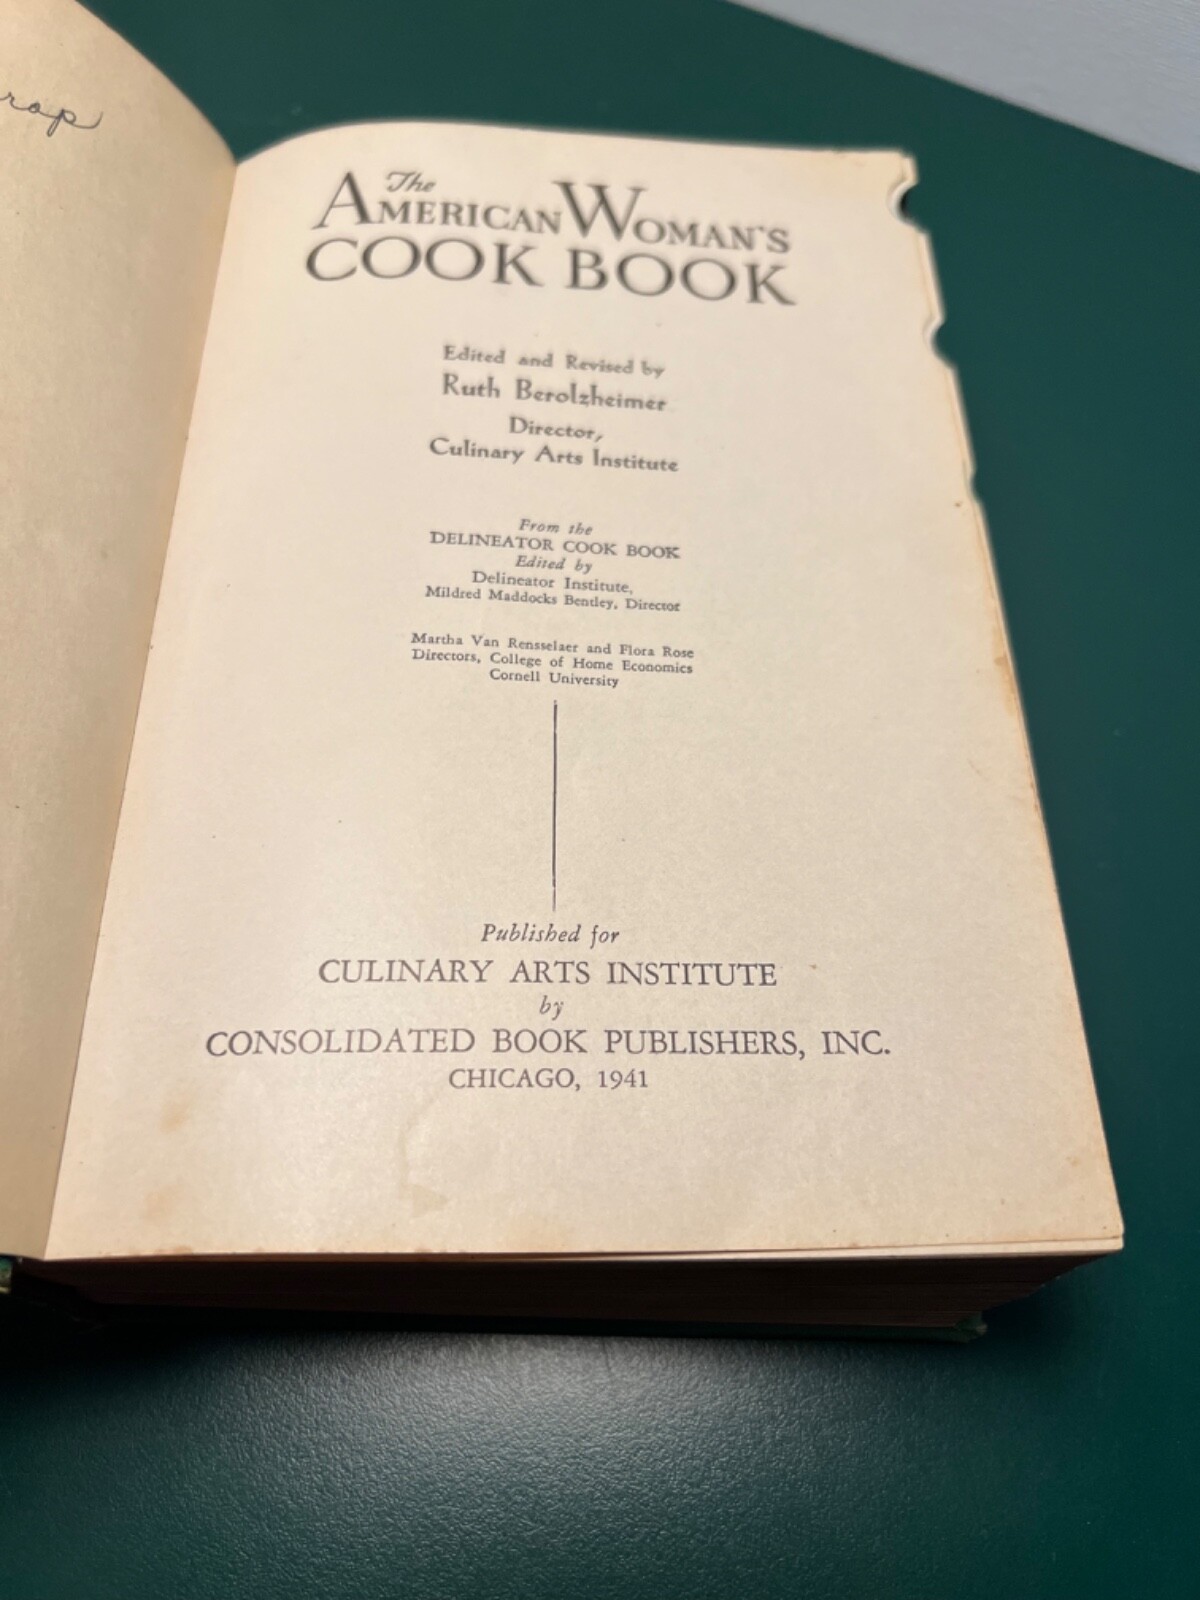 The
AMERICAN WOMAN'S
COOK BOOK
Edited and Revised by
Ruth Berolzheimer
Director,
Culinary Arts Institute
From the
DELINEATOR COOK BOOK
Edited by
Delineator Institute,
Mildred Maddocks Bentley, Director
Martha Van Rensselaer and Flora Rose
Directors, College of Home Economics
Cornell University
Published for
CULINARY ARTS INSTITUTE
by
CONSOLIDATED BOOK PUBLISHERS, INC.
CHICAGO, 1941